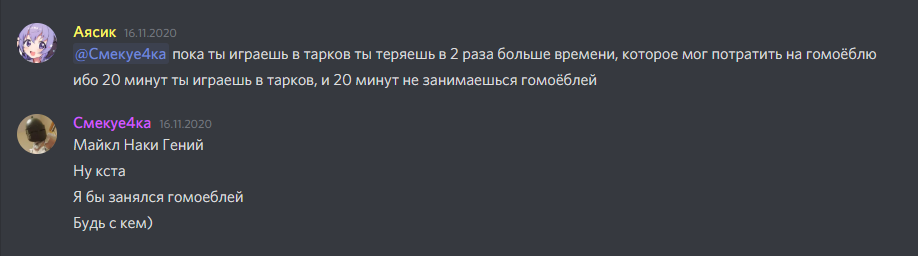 Аясик 16.11.2020
@Смекуе4ка пока ты играешь в тарков ты теряешь в 2 раза больше времени, которое мог потратить на гомоёблю
ибо 20 минут ты играешь в тарков, и 20 минут не занимаешься гомоёблей
Смекуе4ка 16.11.2020
Майкл Наки Гений
Ну кста
Я бы занялся гомоеблей
Будь с кем)